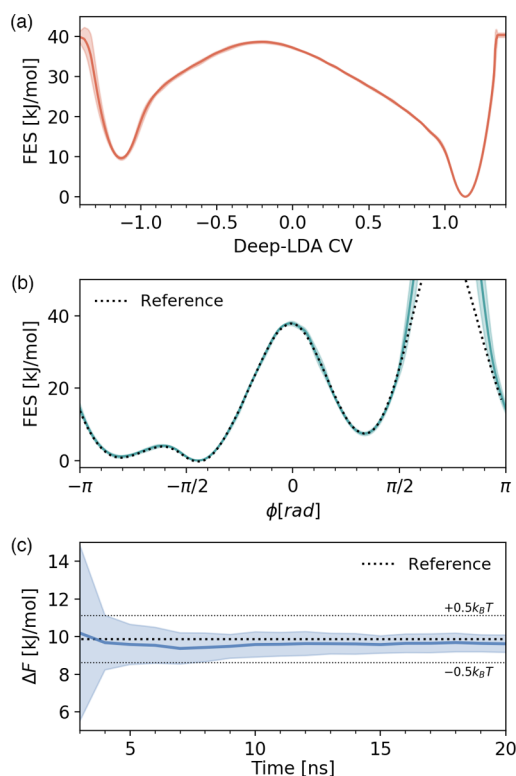 (a)
40
30
20
10
0
FES [kJ/mol]
−1.0 −0.5 0.0 0.5 1.0
Deep-LDA CV
(b)
Reference
40
20
0
FES [kJ/mol]
−π −π/2 0 π/2 π
ϕ[rad]
(c)
Reference
14
12
10
8
6
ΔF [kJ/mol]
+0.5k_BT
−0.5k_BT
5 10 15 20
Time [ns]